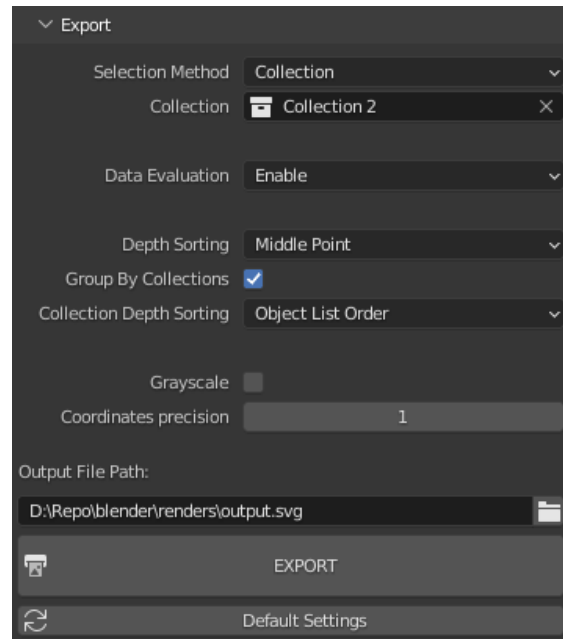 Export
Selection Method Collection
Collection Collection 2
Data Evaluation Enable
Depth Sorting Middle Point
Group By Collections
Collection Depth Sorting Object List Order
Grayscale
Coordinates precision 1
Output File Path:
D:\Repo\blender\renders\output.svg
EXPORT
Default Settings